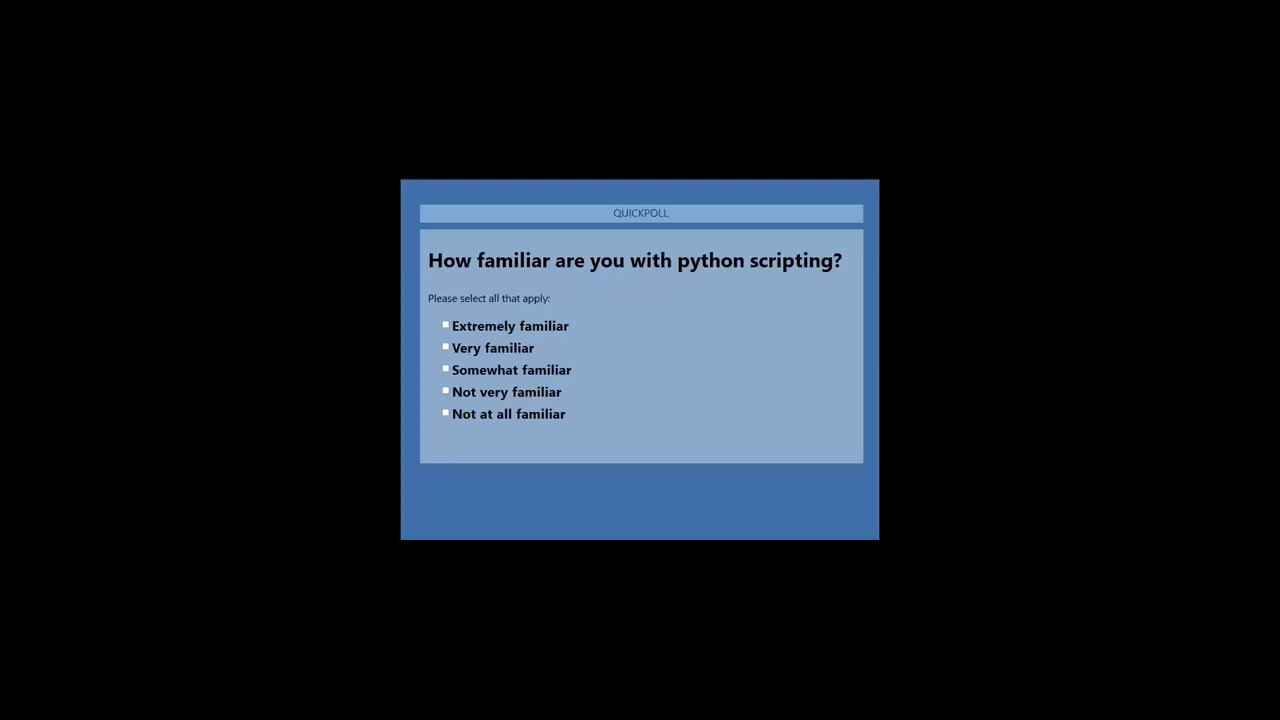 QUICKPOLL
How familiar are you with python scripting?
Please select all that apply:
Extremely familiar
Very familiar
Somewhat familiar
Not very familiar
Not at all familiar